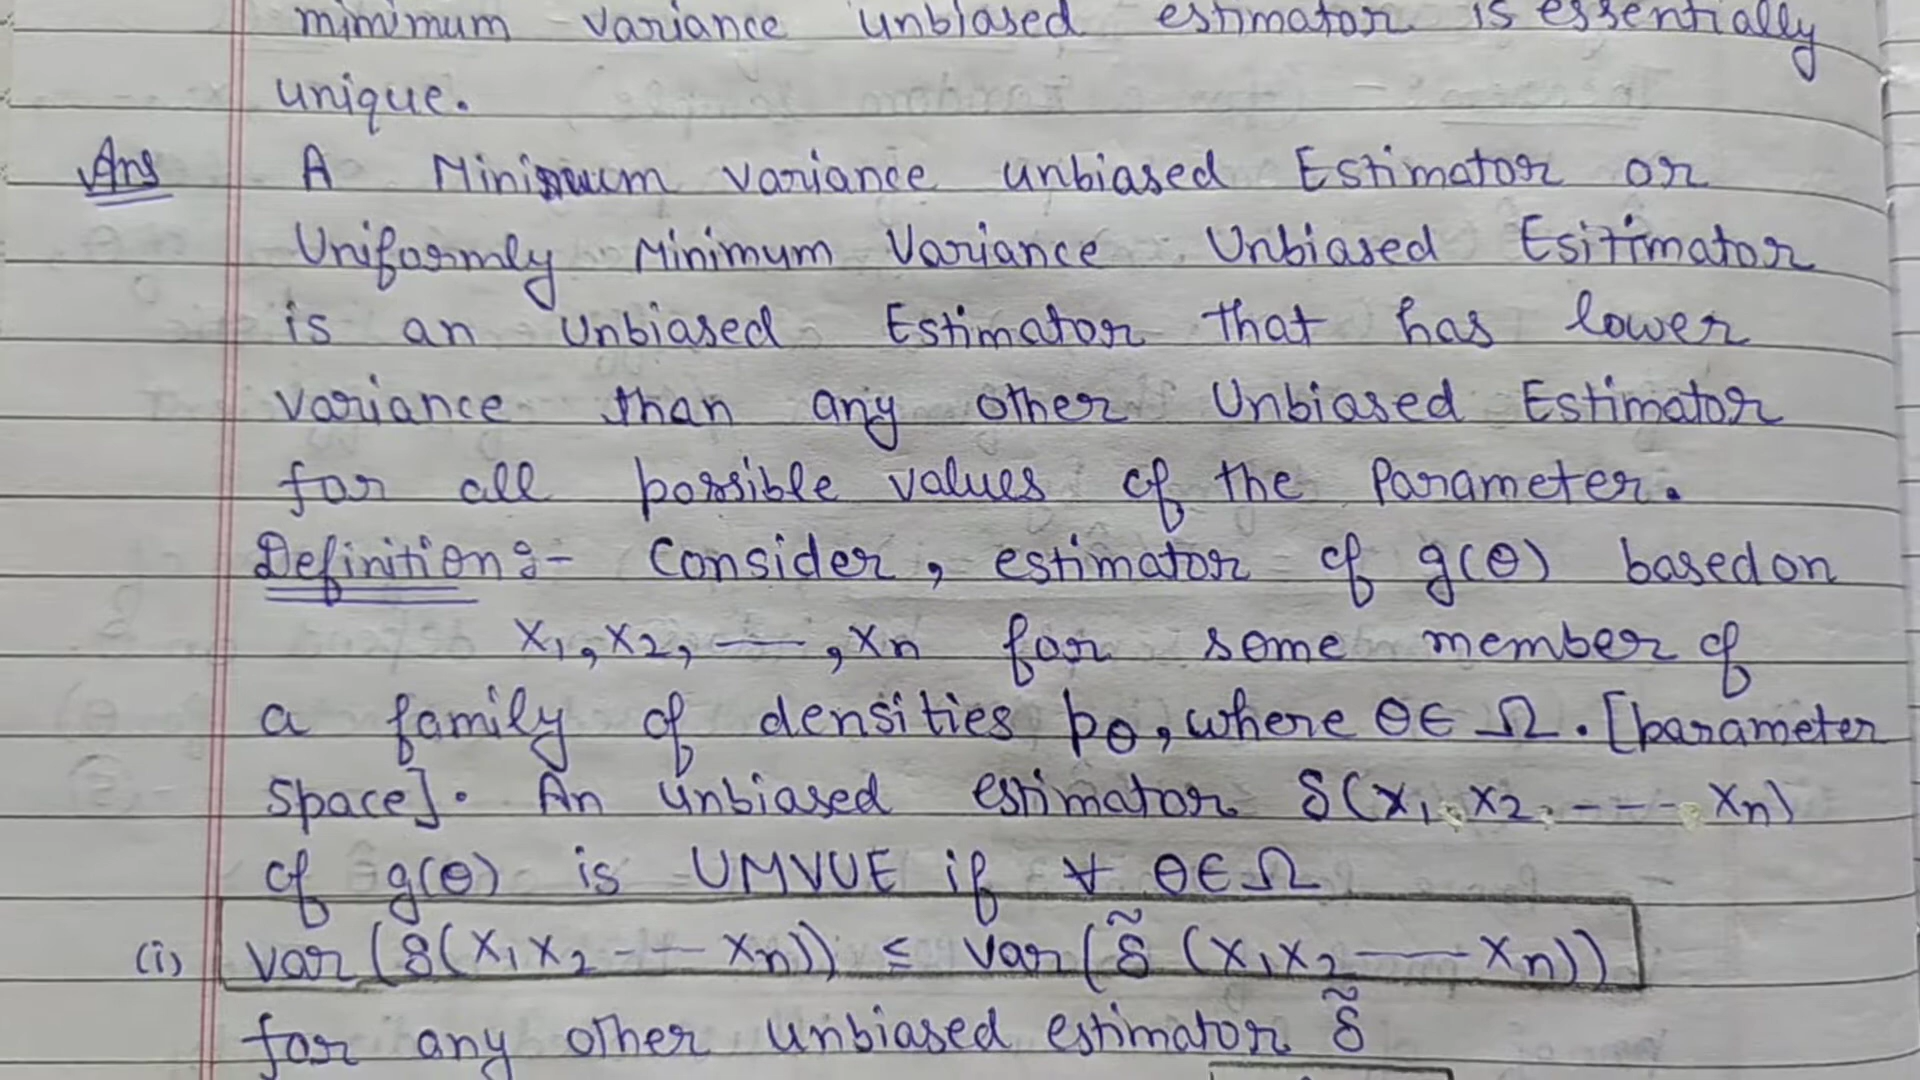 minimum variance unbiased estimator is essentially
unique.
Ans A Minimum variance unbiased Estimator or
Uniformly Minimum Variance Unbiased Esitimator
is an Unbiased Estimator that has lower
variance than any other Unbiased Estimator
for all possible values of the Parameter.
Definition :- Consider, estimator of g(θ) based on
X1, X2, —, Xn for some member of
a family of densities pθ, where θ∈ Ω. [parameter
space]. An unbiased estimator δ(X1, X2, ---, Xn)
of g(θ) is UMVUE if ∀ θ∈Ω
(i) var(δ(X1 X2 --- Xn)) ≤ var(δ̃ (X1 X2 — Xn))
for any other unbiased estimator δ̃